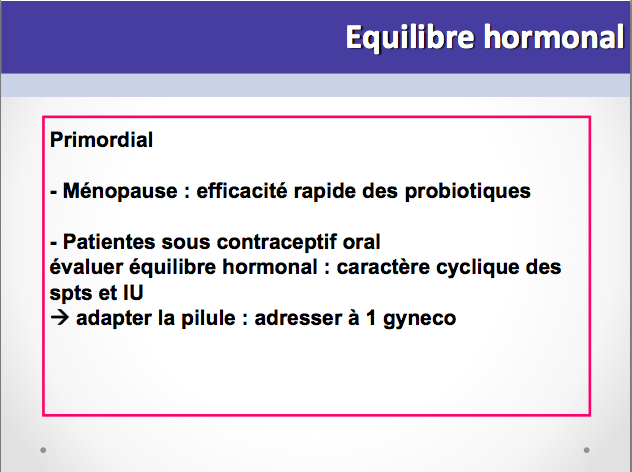 Equilibre hormonal
Primordial
- Ménopause : efficacité rapide des probiotiques
- Patientes sous contraceptif oral
évaluer équilibre hormonal : caractère cyclique des
spts et IU
→ adapter la pilule : adresser à 1 gyneco